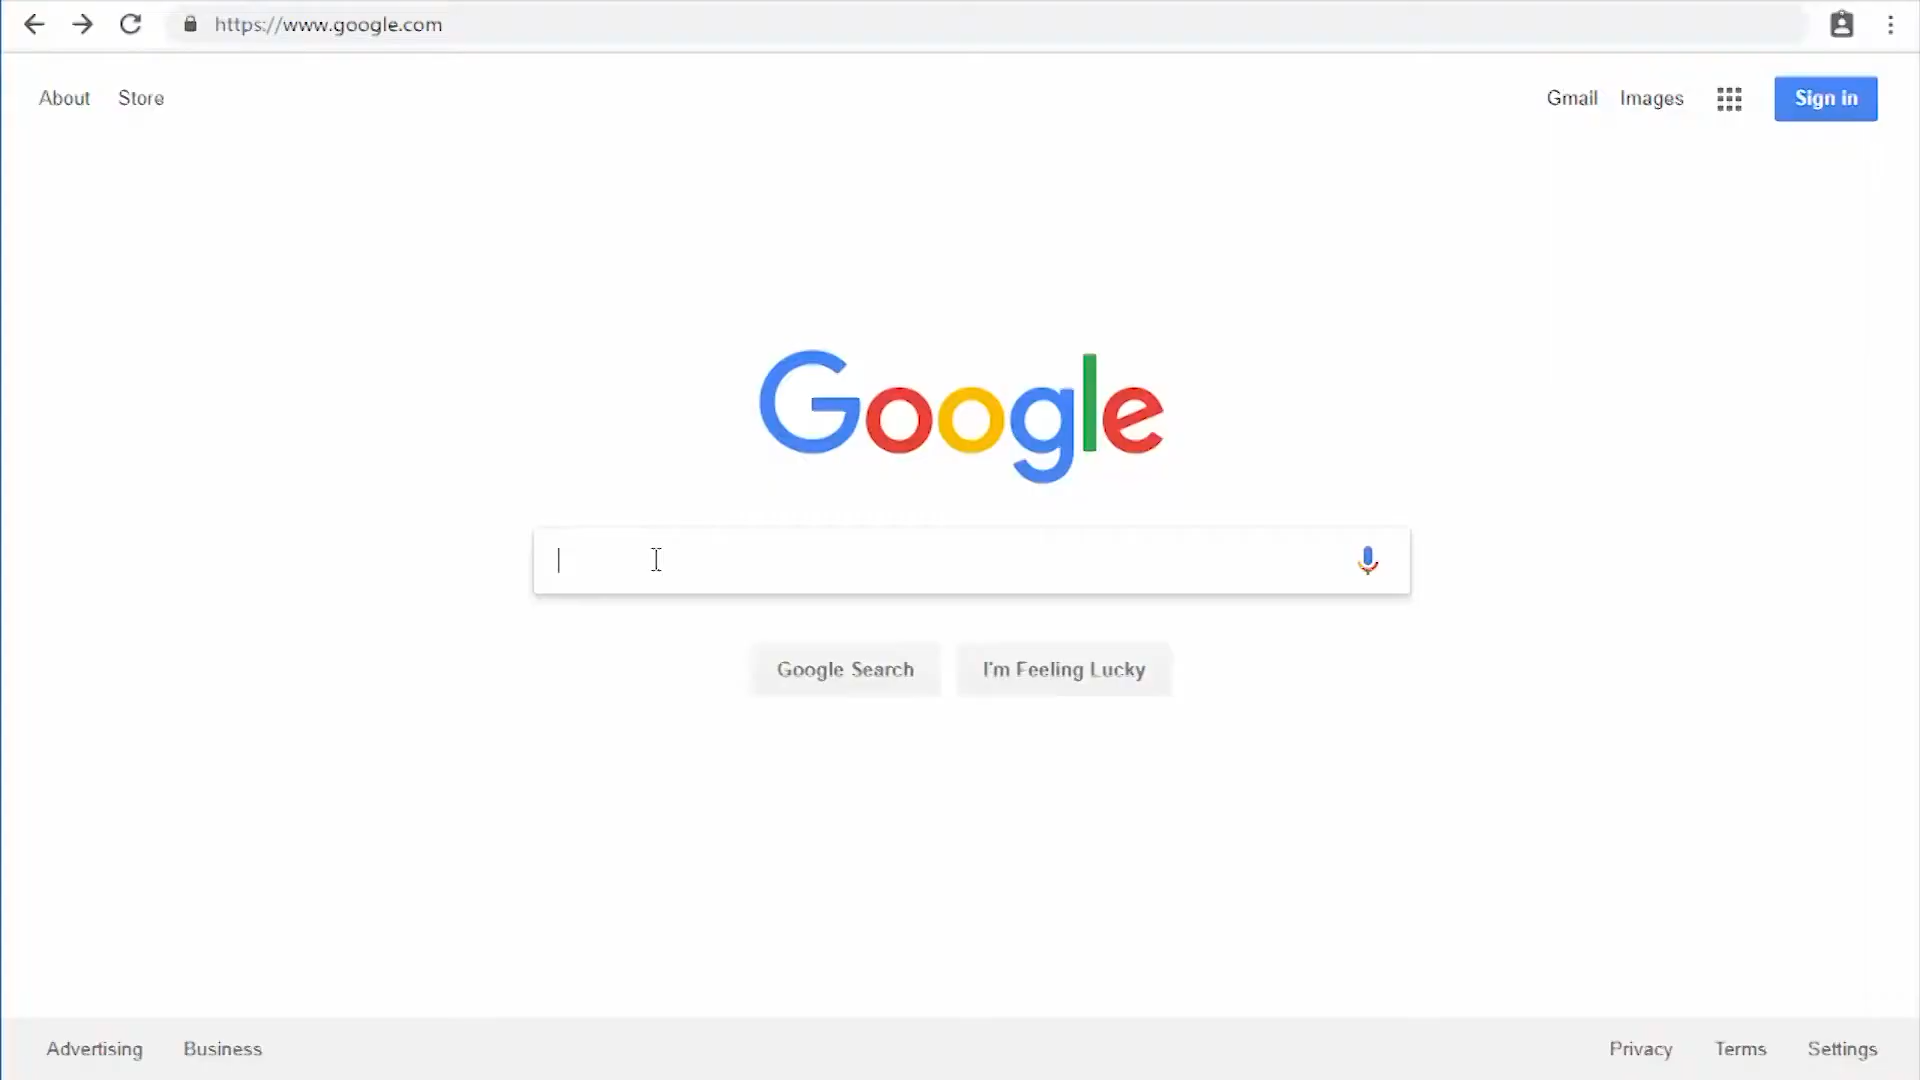 https://www.google.com
About Store
Gmail Images Sign in
Google
Google Search I'm Feeling Lucky
Advertising Business
Privacy Terms Settings